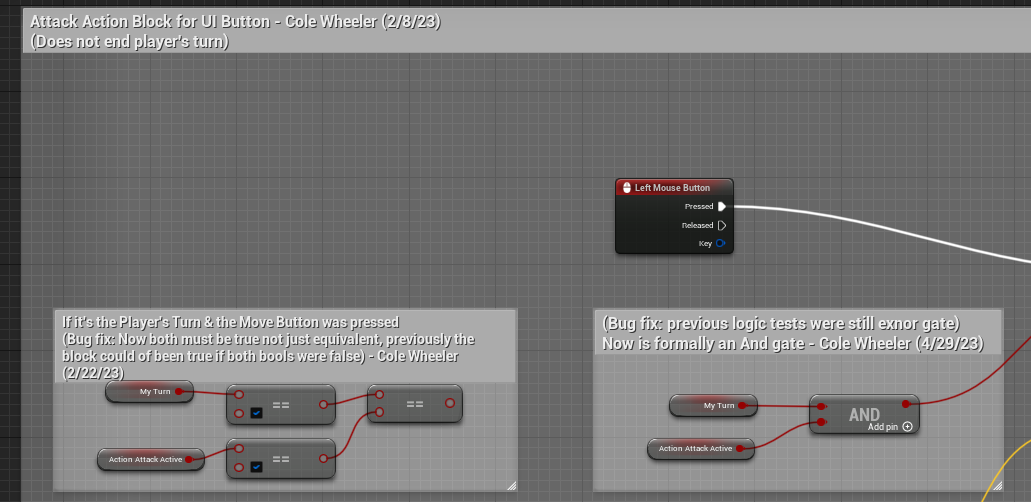 Attack Action Block for UI Button - Cole Wheeler (2/8/23)
(Does not end player's turn)
Left Mouse Button
Pressed
Released
Key
If it's the Player's Turn & the Move Button was pressed
(Bug fix: Now both must be true not just equivalent, previously the
block could of been true if both bools were false) - Cole Wheeler
(2/22/23)
My Turn
==
==
Action Attack Active
==
(Bug fix: previous logic tests were still exnor gate)
Now is formally an And gate - Cole Wheeler (4/29/23)
My Turn
AND
Add pin
Action Attack Active